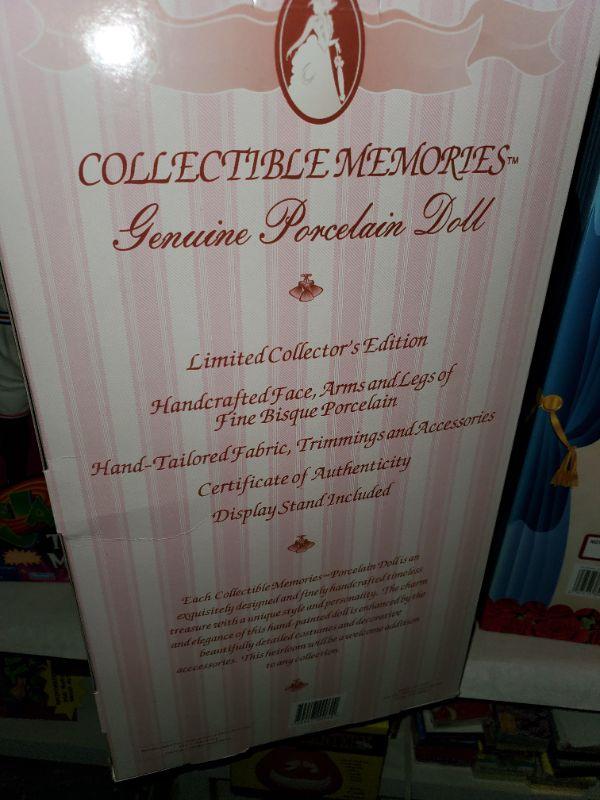 COLLECTIBLE MEMORIES™
Genuine Porcelain Doll
Limited Collector's Edition
Handcrafted Face, Arms and Legs of
Fine Bisque Porcelain
Hand-Tailored Fabric, Trimmings and Accessories
Certificate of Authenticity
Display Stand Included
Each Collectible Memories™ Porcelain Doll is an
exquisitely designed and finely handcrafted timeless
treasure with a unique style and personality. The charm
and elegance of this hand-painted doll is enhanced by the
beautifully detailed costumes and decorative
accessories. This heirloom will be a welcome addition
to any collection.